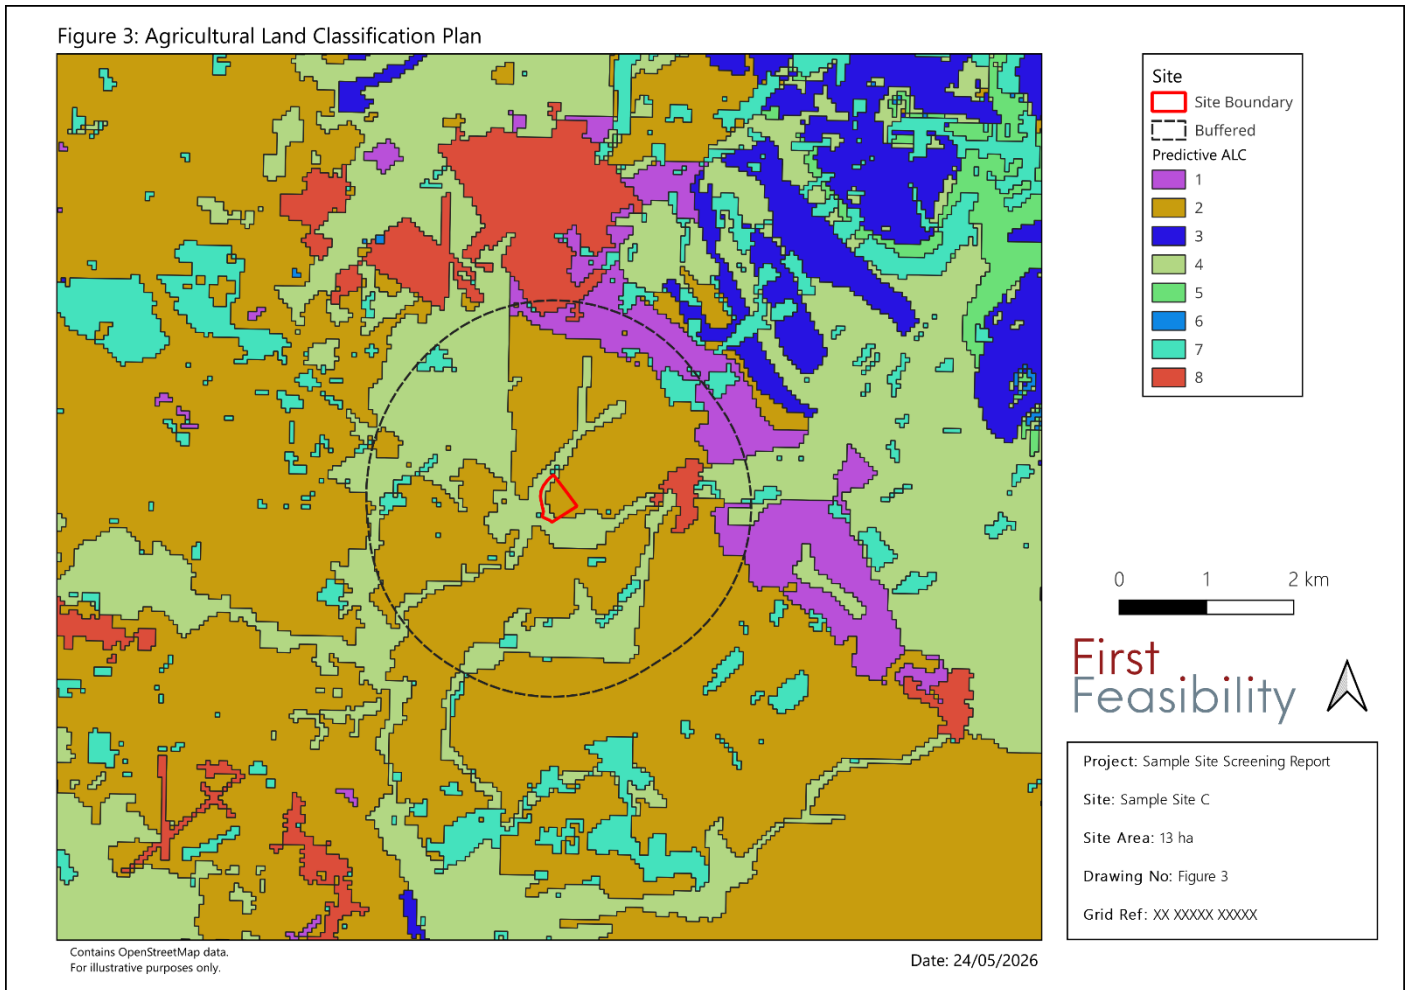 Figure 3: Agricultural Land Classification Plan
Site
Site Boundary
Buffered
Predictive ALC
1
2
3
4
5
6
7
8
0 1 2 km
First
Feasibility
Project: Sample Site Screening Report
Site: Sample Site C
Site Area: 13 ha
Drawing No: Figure 3
Grid Ref: XX XXXXX XXXXX
Contains OpenStreetMap data.
For illustrative purposes only.
Date: 24/05/2026